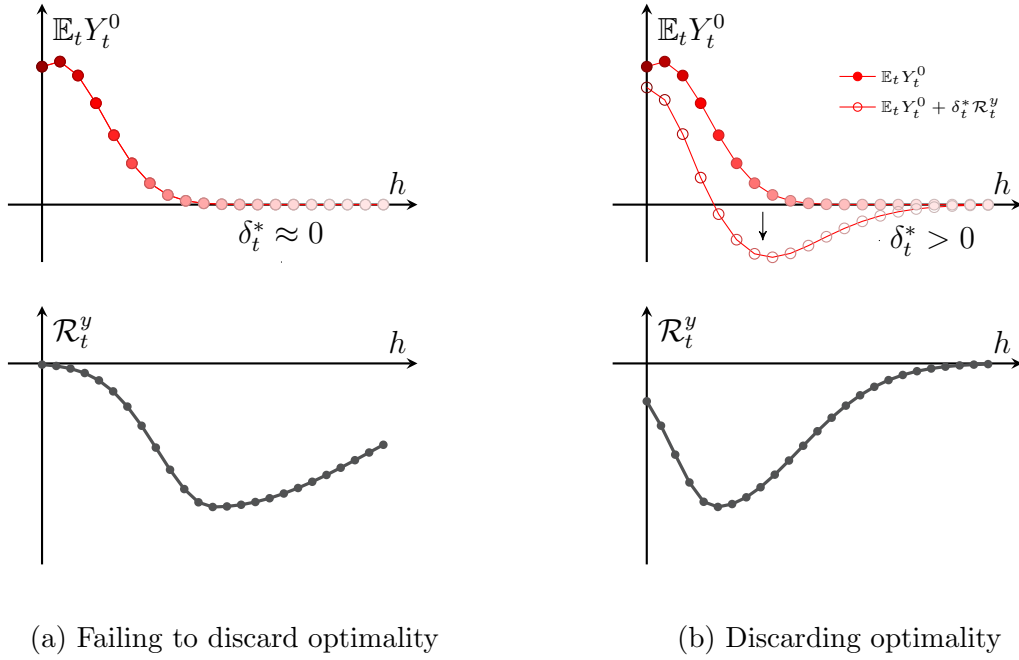 𝔼ₜYₜ⁰
h
δₜ* ≈ 0
ℛₜʸ
h
(a) Failing to discard optimality
𝔼ₜYₜ⁰
𝔼ₜYₜ⁰
𝔼ₜYₜ⁰ + δₜ*ℛₜʸ
h
δₜ* > 0
ℛₜʸ
h
(b) Discarding optimality